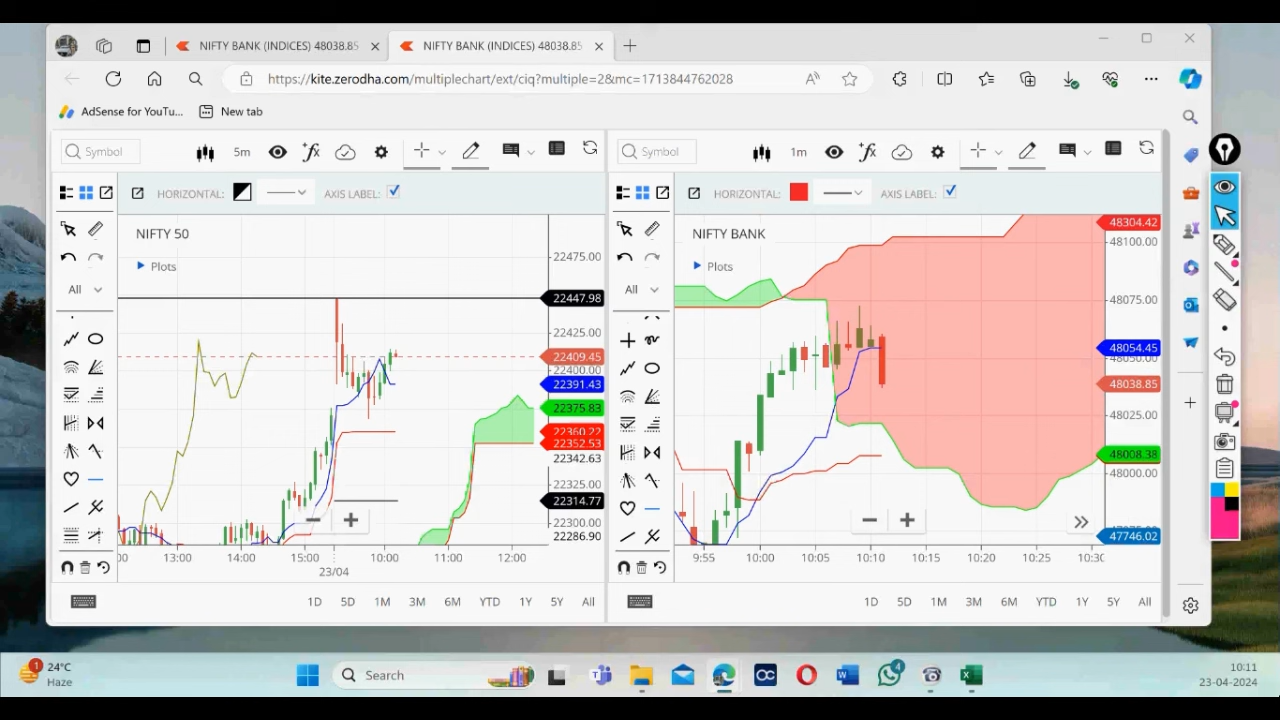 NIFTY BANK (INDICES) 48038.85
NIFTY BANK (INDICES) 48038.85
https://kite.zerodha.com/multiplechart/ext/ciq?multiple=2&mc=1713844762028
AdSense for YouTu...
New tab
Symbol
5m
HORIZONTAL:
AXIS LABEL:
NIFTY 50
Plots
All
22475.00
22447.98
22425.00
22409.45
22400.00
22391.43
22375.83
22360.22
22352.53
22342.63
22325.00
22314.77
22300.00
22286.90
13:00 14:00 15:00 10:00 11:00 12:00
23/04
1D 5D 1M 3M 6M YTD 1Y 5Y All
Symbol
1m
HORIZONTAL:
AXIS LABEL:
NIFTY BANK
Plots
All
48304.42
48100.00
48075.00
48054.45
48038.85
48025.00
48008.38
48000.00
47746.02
9:55 10:00 10:05 10:10 10:15 10:20 10:25 10:30
1D 5D 1M 3M 6M YTD 1Y 5Y All
1
24°C
Haze
Search
4
10:11
23-04-2024